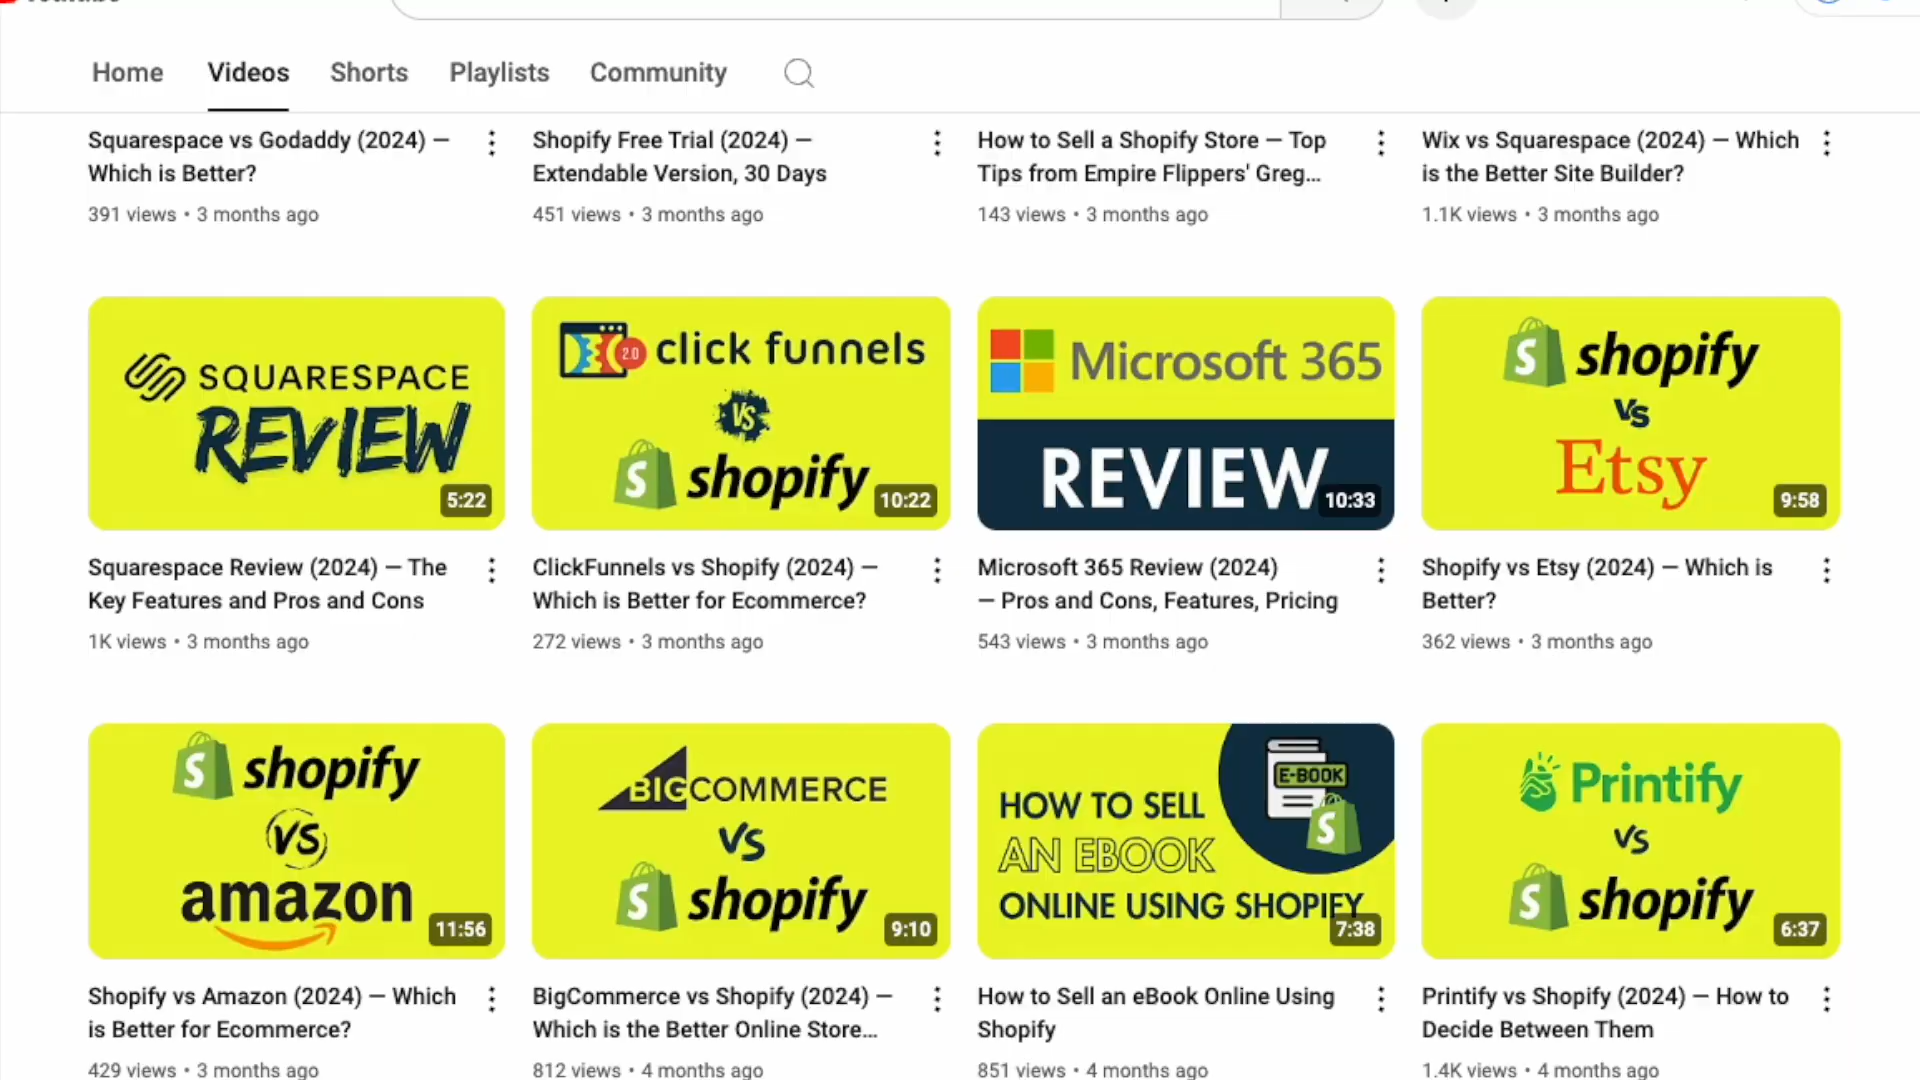 Home Videos Shorts Playlists Community
Squarespace vs Godaddy (2024) — Which is Better?
391 views • 3 months ago
Shopify Free Trial (2024) —
Extendable Version, 30 Days
451 views • 3 months ago
How to Sell a Shopify Store — Top
Tips from Empire Flippers' Greg...
143 views • 3 months ago
Wix vs Squarespace (2024) — Which
is the Better Site Builder?
1.1K views • 3 months ago
SQUARESPACE
REVIEW
5:22
Squarespace Review (2024) — The
Key Features and Pros and Cons
1K views • 3 months ago
2.0 click funnels
VS
S shopify
10:22
ClickFunnels vs Shopify (2024) —
Which is Better for Ecommerce?
272 views • 3 months ago
Microsoft 365
REVIEW
10:33
Microsoft 365 Review (2024)
— Pros and Cons, Features, Pricing
543 views • 3 months ago
S shopify
VS
Etsy
9:58
Shopify vs Etsy (2024) — Which is
Better?
362 views • 3 months ago
S shopify
VS
amazon
11:56
Shopify vs Amazon (2024) — Which
is Better for Ecommerce?
429 views • 3 months ago
BIGCOMMERCE
VS
S shopify
9:10
BigCommerce vs Shopify (2024) —
Which is the Better Online Store...
812 views • 4 months ago
E-BOOK
S
HOW TO SELL
AN EBOOK
ONLINE USING SHOPIFY
7:38
How to Sell an eBook Online Using
Shopify
851 views • 4 months ago
Printify
VS
S shopify
6:37
Printify vs Shopify (2024) — How to
Decide Between Them
1.4K views • 4 months ago